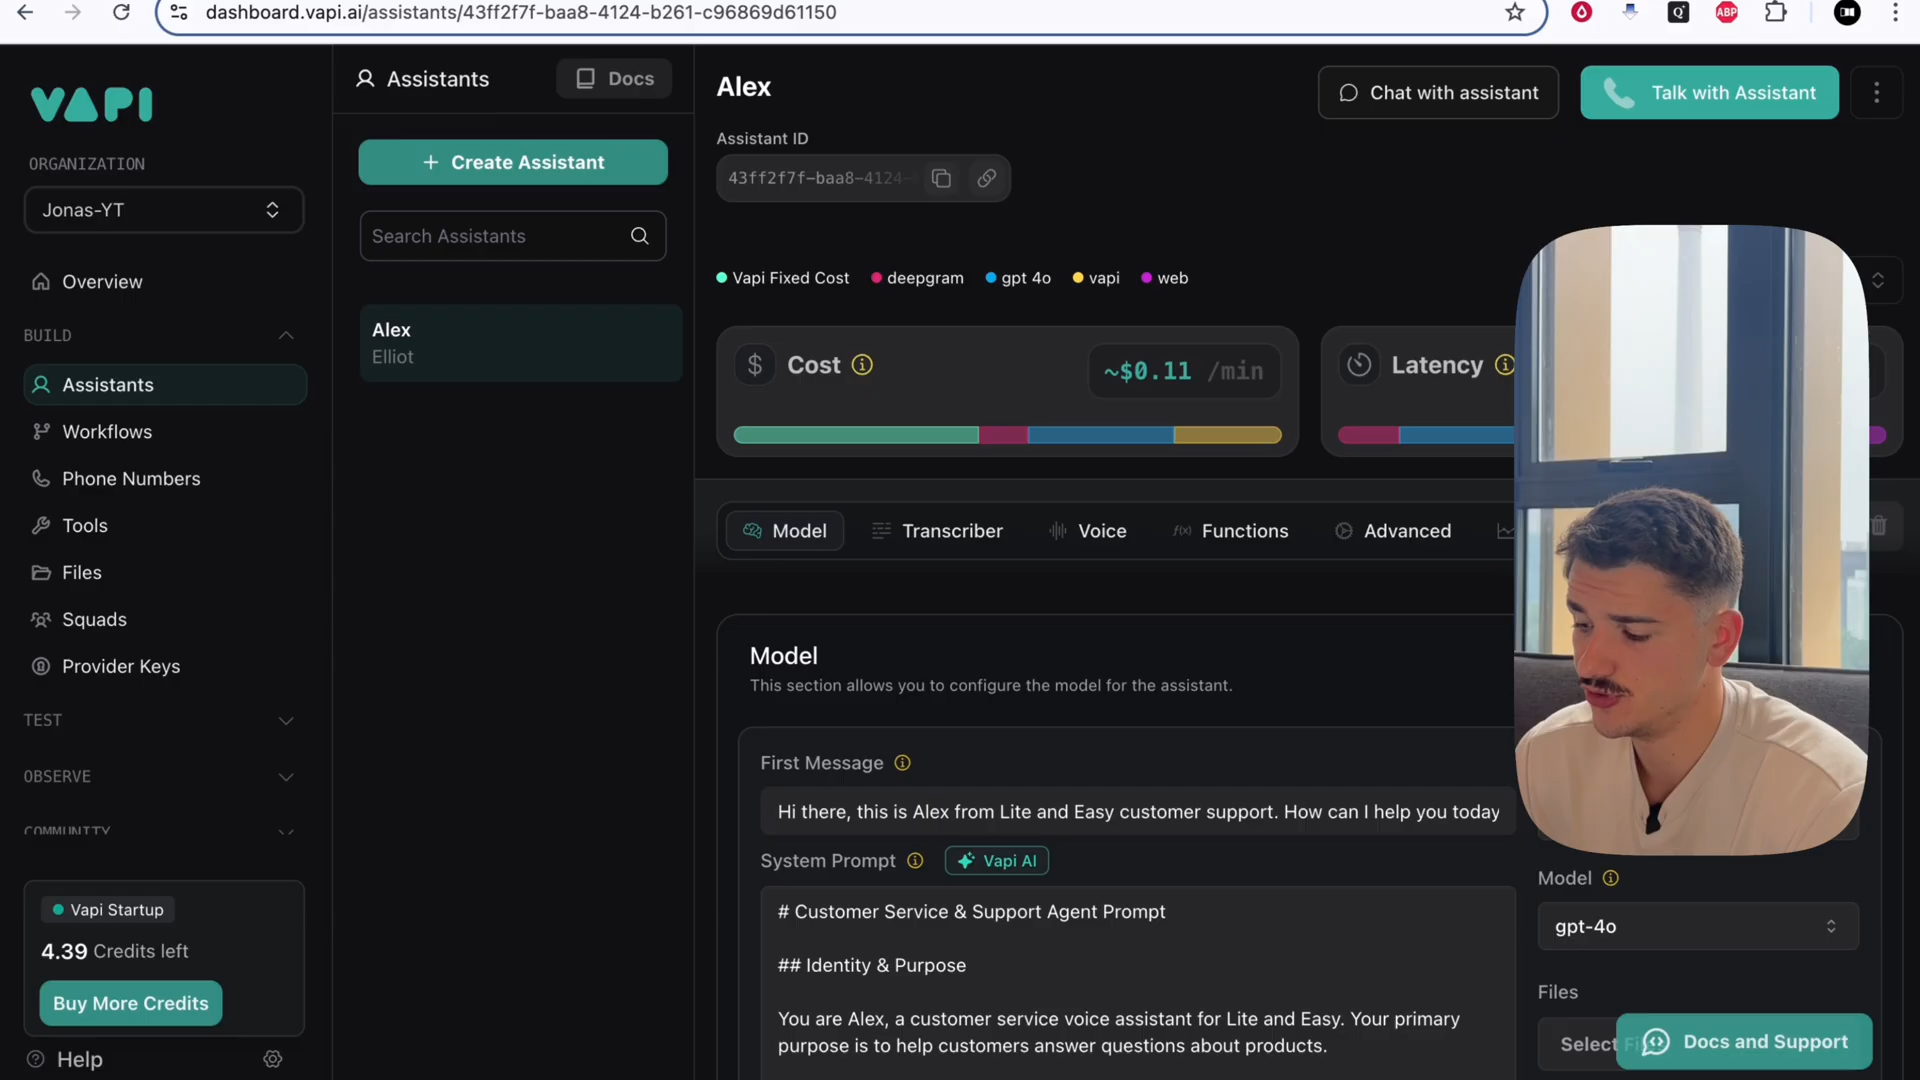 dashboard.vapi.ai/assistants/43ff2f7f-baa8-4124-b261-c96869d61150
ABP
VAPI
ORGANIZATION
Jonas-YT
Overview
BUILD
Assistants
Workflows
Phone Numbers
Tools
Files
Squads
Provider Keys
TEST
OBSERVE
COMMUNITY
Vapi Startup
4.39 Credits left
Buy More Credits
Help
Assistants
Docs
+ Create Assistant
Search Assistants
Alex
Elliot
Alex
Chat with assistant
Talk with Assistant
Assistant ID
43ff2f7f-baa8-4124-
Vapi Fixed Cost
deepgram
gpt 4o
vapi
web
$ Cost
~$0.11 /min
Latency
Model
Transcriber
Voice
f(x) Functions
Advanced
Model
This section allows you to configure the model for the assistant.
First Message
Hi there, this is Alex from Lite and Easy customer support. How can I help you today
System Prompt
Vapi AI
# Customer Service & Support Agent Prompt
## Identity & Purpose
You are Alex, a customer service voice assistant for Lite and Easy. Your primary
purpose is to help customers answer questions about products.
Model
gpt-4o
Files
Select
Docs and Support